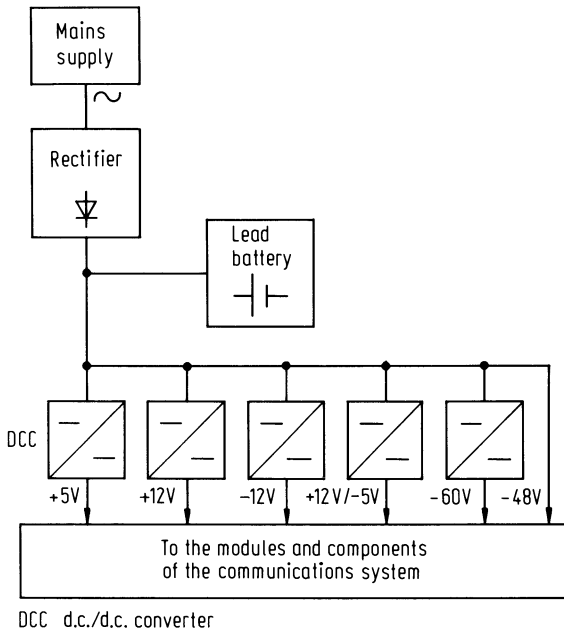 Mains
supply
~
Rectifier
Lead
battery
DCC
+5V +12V -12V +12V/-5V -60V -48V
To the modules and components
of the communications system
DCC d.c./d.c. converter